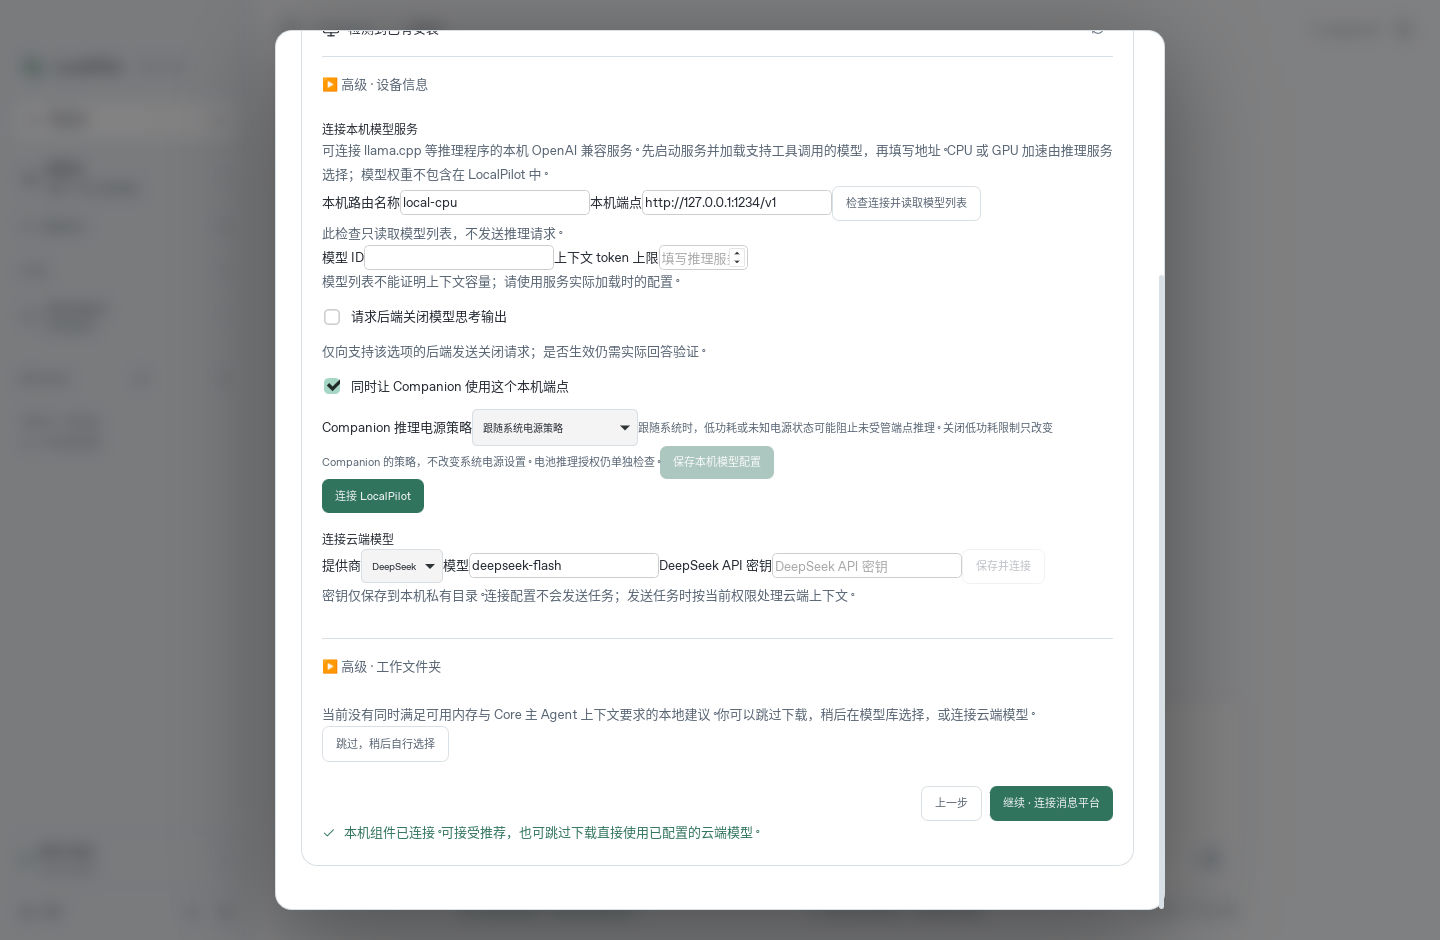 检测到已有安装
高级 · 设备信息
连接本机模型服务
可连接 llama.cpp 等推理程序的本机 OpenAI 兼容服务。先启动服务并加载支持工具调用的模型，再填写地址。CPU 或 GPU 加速由推理服务
选择；模型权重不包含在 LocalPilot 中。
本机路由名称 local-cpu 本机端点 http://127.0.0.1:1234/v1 检查连接并读取模型列表
此检查只读取模型列表，不发送推理请求。
模型 ID 上下文 token 上限 填写推理服
模型列表不能证明上下文容量；请使用服务实际加载时的配置。
请求后端关闭模型思考输出
仅向支持该选项的后端发送关闭请求；是否生效仍需实际回答验证。
同时让 Companion 使用这个本机端点
Companion 推理电源策略 跟随系统电源策略 跟随系统时，低功耗或未知电源状态可能阻止未受管端点推理。关闭低功耗限制只改变
Companion 的策略，不改变系统电源设置。电池推理授权仍单独检查。 保存本机模型配置
连接 LocalPilot
连接云端模型
提供商 DeepSeek 模型 deepseek-flash DeepSeek API 密钥 DeepSeek API 密钥 保存并连接
密钥仅保存到本机私有目录。连接配置不会发送任务；发送任务时按当前权限处理云端上下文。
高级 · 工作文件夹
当前没有同时满足可用内存与 Core 主 Agent 上下文要求的本地建议。你可以跳过下载，稍后在模型库选择，或连接云端模型。
跳过，稍后自行选择
上一步 继续 · 连接消息平台
本机组件已连接。可接受推荐，也可跳过下载直接使用已配置的云端模型。